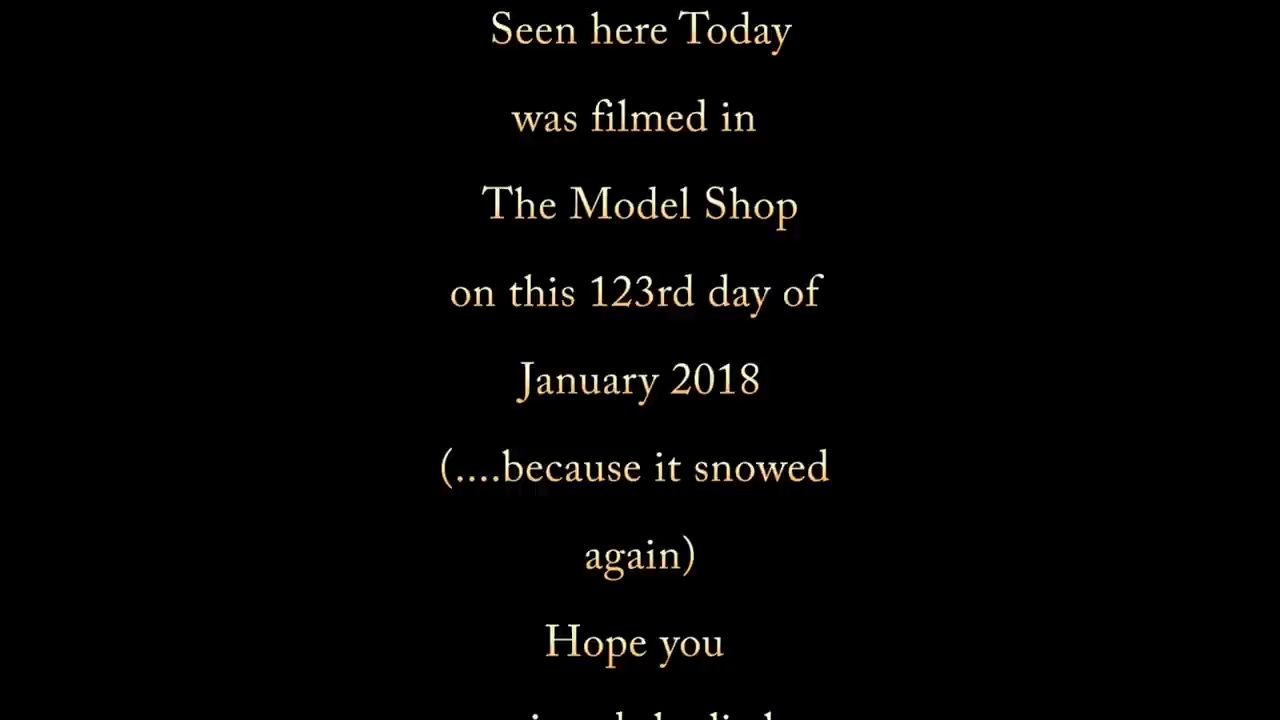 Seen here Today
was filmed in
The Model Shop
on this 123rd day of
January 2018
(....because it snowed
again)
Hope you